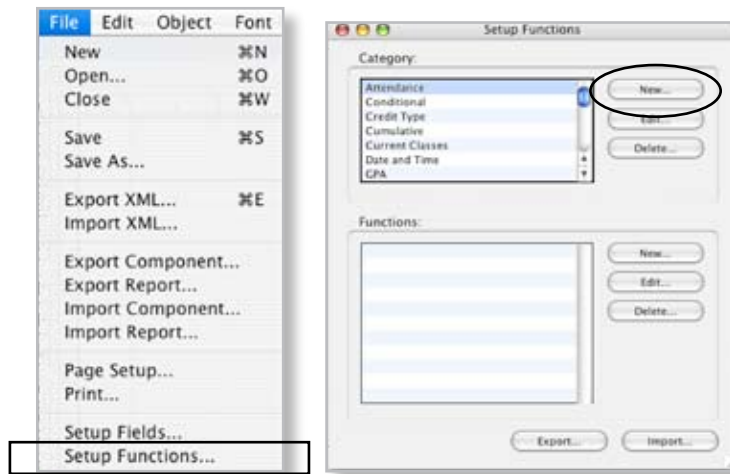 File Edit Object Font
New ⌘N
Open... ⌘O
Close ⌘W
Save ⌘S
Save As...
Export XML... ⌘E
Import XML...
Export Component...
Export Report...
Import Component...
Import Report...
Page Setup...
Print...
Setup Fields...
Setup Functions...
Setup Functions
Category:
Attendance
Conditional
Credit Type
Cumulative
Current Classes
Date and Time
GPA
New...
Edit...
Delete...
Functions:
New...
Edit...
Delete...
Export... Import...